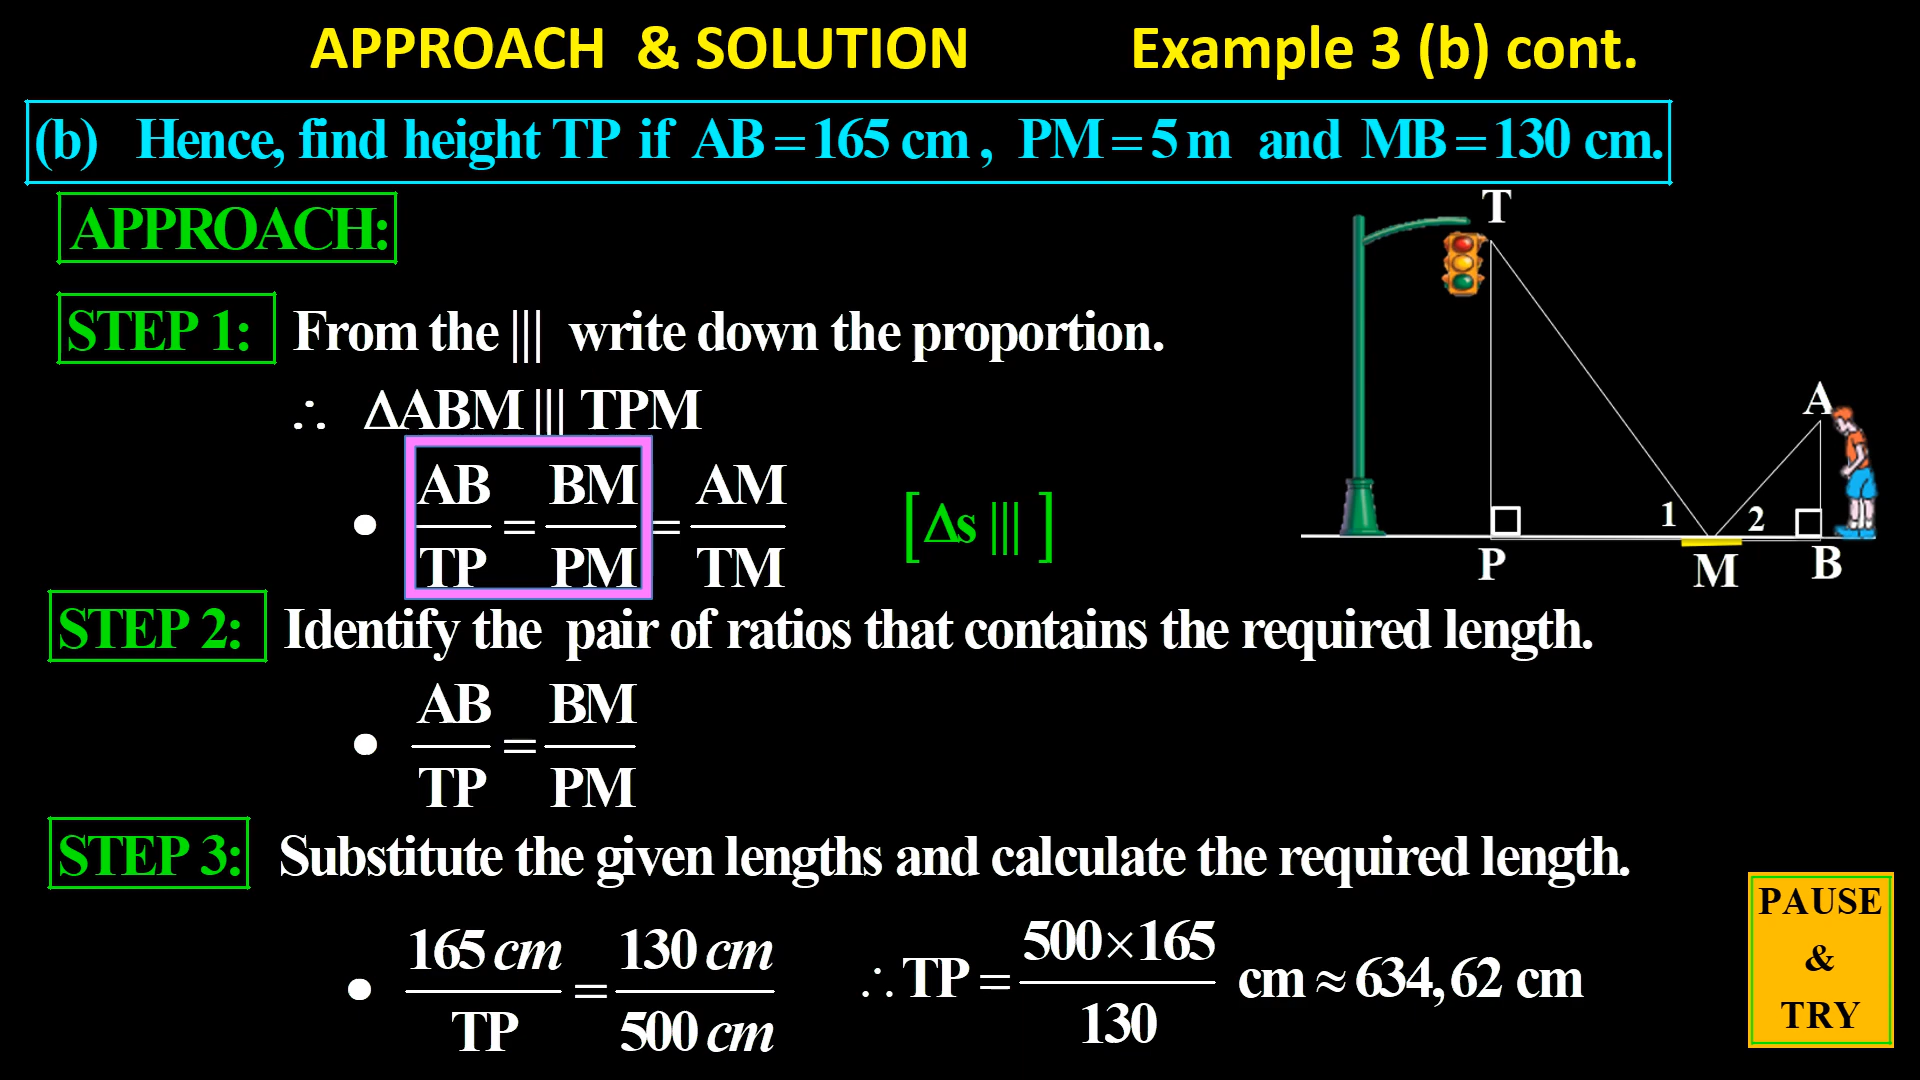 APPROACH & SOLUTION Example 3 (b) cont.
(b) Hence, find height TP if AB = 165 cm, PM = 5 m and MB = 130 cm.
APPROACH:
STEP 1: From the ||| write down the proportion.
∴ ΔABM ||| TPM
• AB/TP = BM/PM = AM/TM [Δs |||]
STEP 2: Identify the pair of ratios that contains the required length.
• AB/TP = BM/PM
STEP 3: Substitute the given lengths and calculate the required length.
• 165 cm/TP = 130 cm/500 cm ∴ TP = 500×165/130 cm ≈ 634,62 cm
T
A
1
2
P
M
B
PAUSE
&
TRY